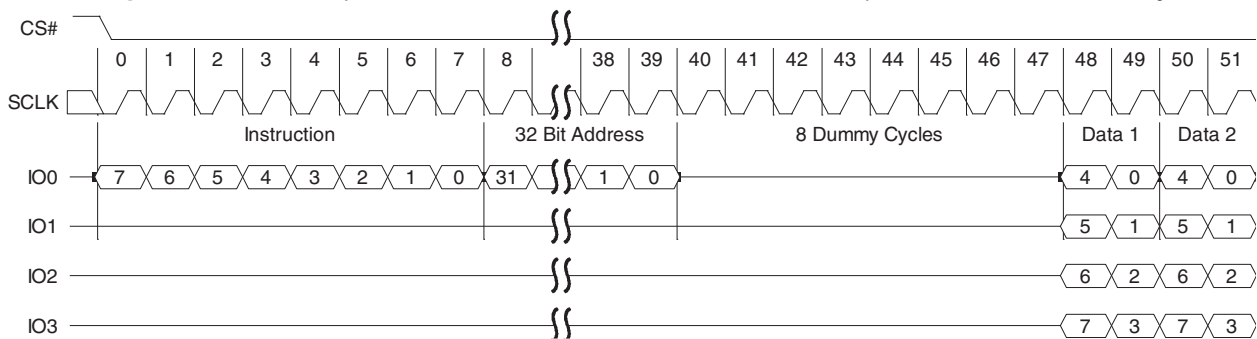 CS#
0 1 2 3 4 5 6 7 8 38 39 40 41 42 43 44 45 46 47 48 49 50 51
SCLK
Instruction 32 Bit Address 8 Dummy Cycles Data 1 Data 2
IO0 7 6 5 4 3 2 1 0 31 1 0 4 0 4 0
IO1 5 1 5 1
IO2 6 2 6 2
IO3 7 3 7 3